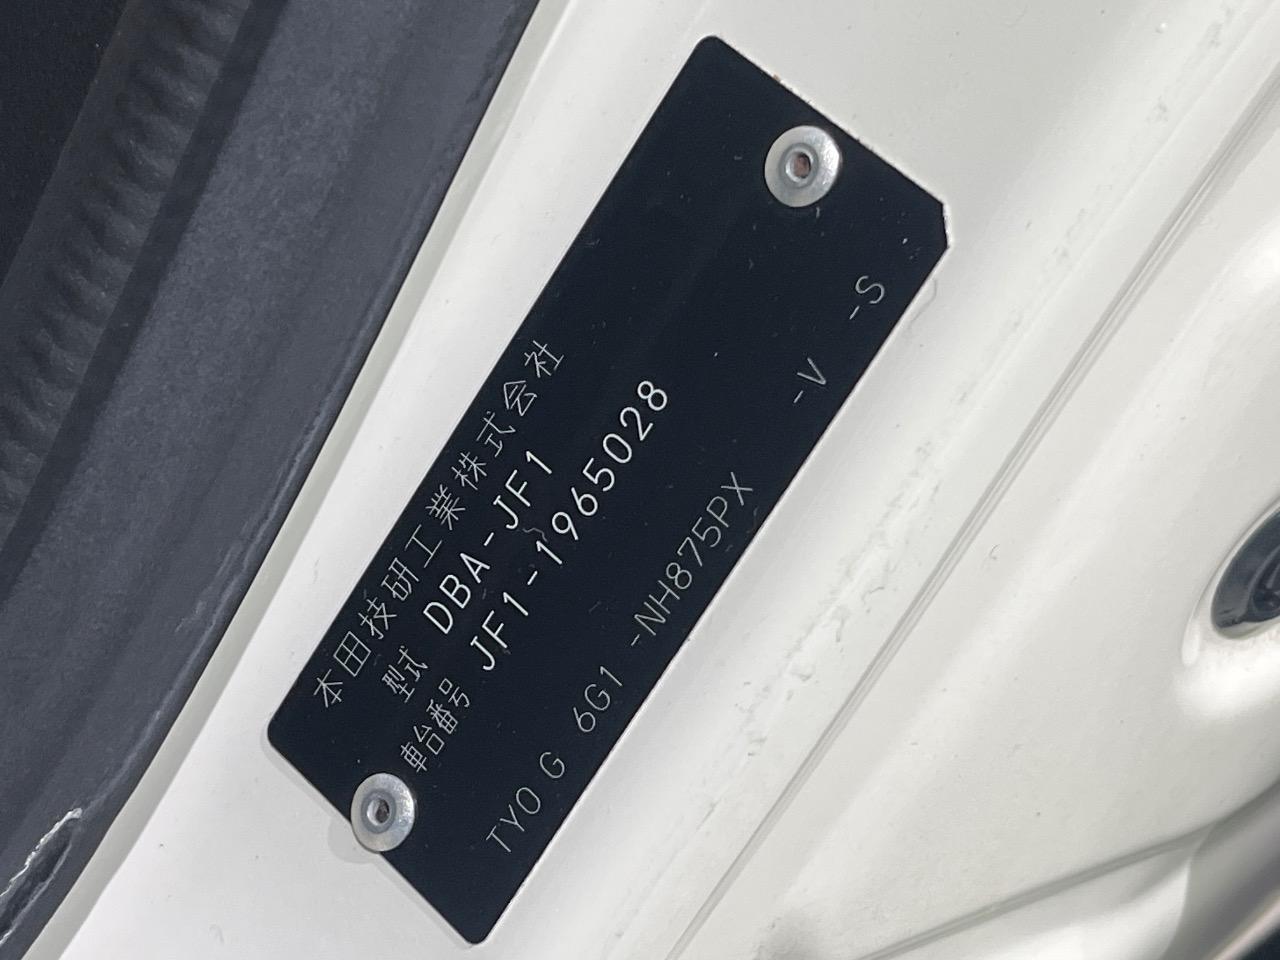 本田技研工業株式会社
型式 DBA-JF1
車台番号 JF1-1965028
TY0 G 6G1 -NH875PX -V -S